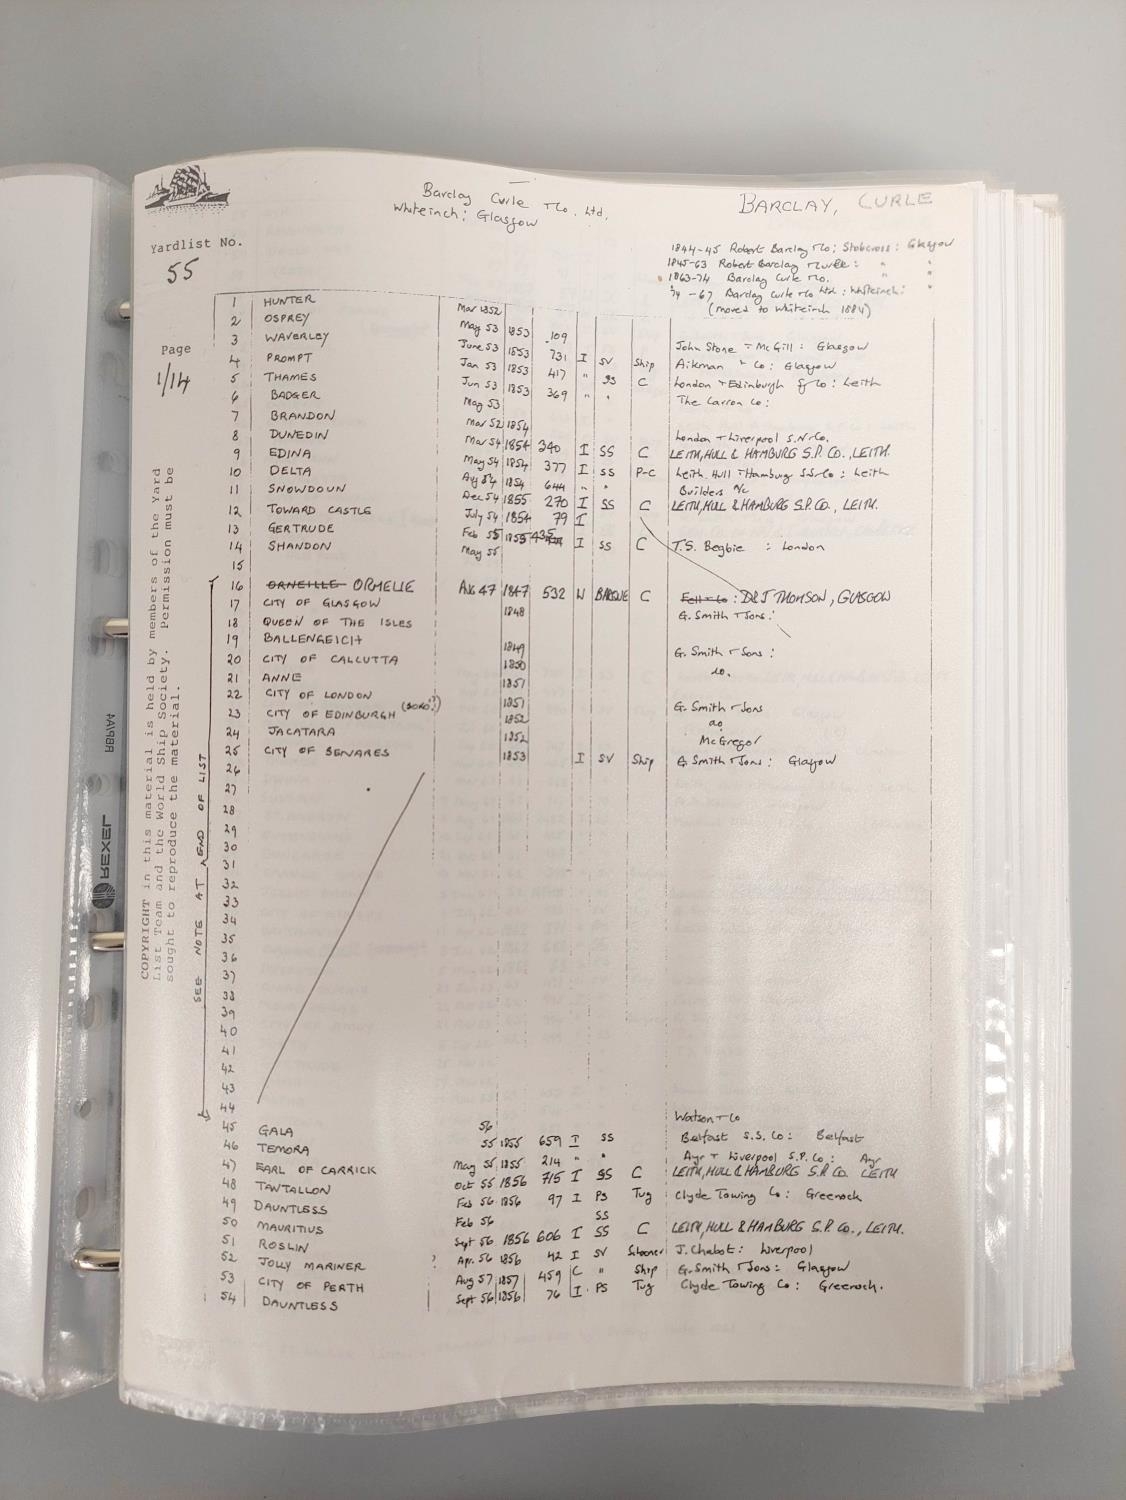 Barclay Curle + Co. Ltd.
Whiteinch: Glasgow
BARCLAY, CURLE
Yardlist No.
55
Page
1/14
1844-45 Robert Barclay + Co; Stobcross: Glasgow
1845-63 Robert Barclay + Curle: " "
1863-74 Barclay Curle + Co. " "
74-67 Barclay Curle + Co Ltd: Whiteinch: "
(moved to Whiteinch 1884)
1 HUNTER Mar 1852
2 OSPREY May 53 1853 109
3 WAVERLEY June 53 1853 731 I SV Ship John Stone + McGill: Glasgow
4 PROMPT Jan 53 1853 417 " SS C Aikman + Co: Glasgow
5 THAMES Jun 53 1853 369 " " London + Edinburgh Co: Leith
6 BADGER May 53 The Carron Co:
7 BRANDON Mar 52 1854
8 DUNEDIN Mar 54 1854 340 I SS C London + Liverpool S.N. Co.
9 EDINA May 54 1854 377 I SS P-C LEITH, HULL & HAMBURG S.P. CO., LEITH.
10 DELTA Aug 54 1854 644 " " Leith Hull + Hamburg S.S. Co: Leith
11 SNOWDOUN Dec 54 1855 270 I SS C Builders a/c
12 TOWARD CASTLE July 54 1854 79 I LEITH, HULL & HAMBURG S.P. CO., LEITH.
13 GERTRUDE Feb 55 1855 435 I SS C
14 SHANDON May 55 T.S. Begbie: London
15
16 ORNEILLE ORMELIE AUG 47 1847 532 W BARQUE C Fell + Co: D & J THOMSON, GLASGOW
17 CITY OF GLASGOW 1848 G. Smith + Sons:
18 QUEEN OF THE ISLES
19 BALLENGEICH 1849 G. Smith + Sons:
20 CITY OF CALCUTTA 1850 do.
21 ANNE 1851
22 CITY OF LONDON 1851 G. Smith + Sons
23 CITY OF EDINBURGH 1852 do
24 JACATARA 1852 McGregor
25 CITY OF BENARES 1853 I SV Ship G. Smith + Sons: Glasgow
26
27
28
29
30
31
32
33
34
35
36
37
38
39
40
41
42
43
44
45 GALA 56 Watson + Co
46 TEMORA 55 1855 659 I SS Belfast S.S. Co: Belfast
47 EARL OF CARRICK May 55 1855 214 " " Ayr + Liverpool S.P. Co: Ayr
48 TANTALLON Oct 55 1856 715 I SS C LEITH, HULL & HAMBURG S.P. CO. LEITH
49 DAUNTLESS Feb 56 1856 97 I PS Tug Clyde Towing Co: Greenock
50 MAURITIUS Feb 56 SS
51 ROSLIN Sept 56 1856 606 I SS C LEITH, HULL & HAMBURG S.P. CO., LEITH.
52 JOLLY MARINER ? Apr. 56 1856 42 I SV Schooner J. Chabot: Liverpool
53 CITY OF PERTH Aug 57 1857 459 C " Ship G. Smith + Sons: Glasgow
54 DAUNTLESS Sept 56 1856 76 I PS Tug Clyde Towing Co: Greenock.
SEE NOTE AT END OF LIST
COPYRIGHT in this material is held by members of the Yard
List Team and the World Ship Society. Permission must be
sought to reproduce the material.
REXEL